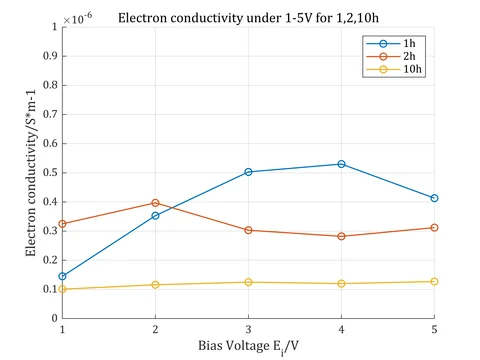 Electron conductivity under 1-5V for 1,2,10h
×10⁻⁶
1
0.9
0.8
0.7
0.6
0.5
0.4
0.3
0.2
0.1
0
Electron conductivity/S*m-1
1h
2h
10h
1 2 3 4 5
Bias Voltage Eⱼ/V